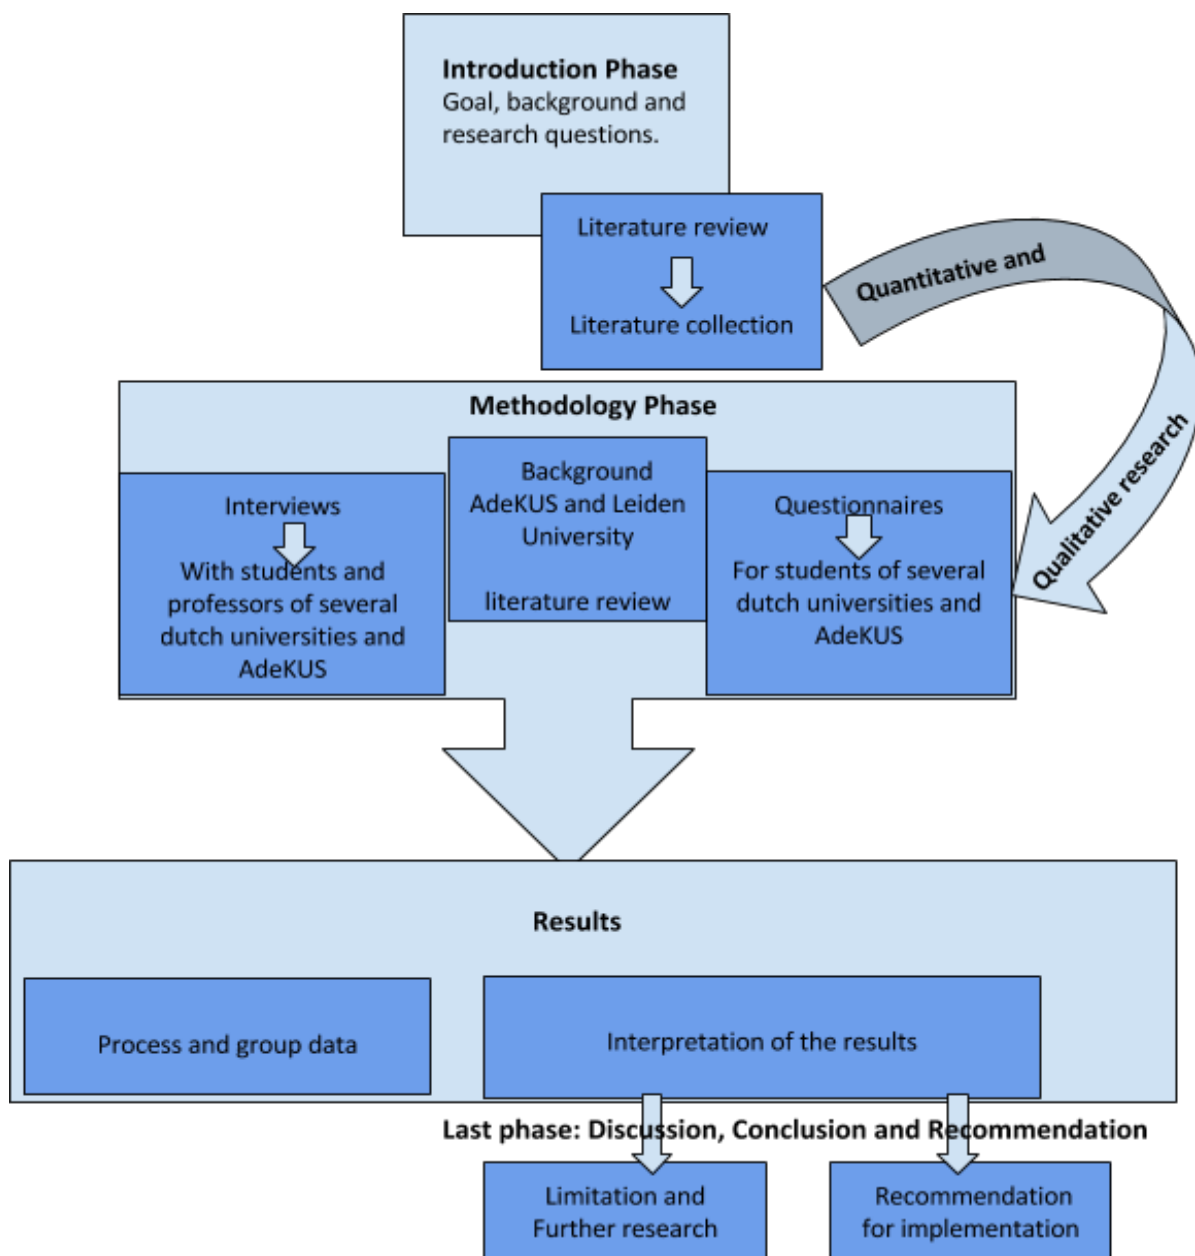 Introduction Phase
Goal, background and
research questions.
Literature review
Literature collection
Quantitative and
Qualitative research
Methodology Phase
Interviews
With students and
professors of several
dutch universities and
AdeKUS
Background
AdeKUS and Leiden
University
literature review
Questionnaires
For students of several
dutch universities and
AdeKUS
Results
Process and group data
Interpretation of the results
Last phase: Discussion, Conclusion and Recommendation
Limitation and
Further research
Recommendation
for implementation